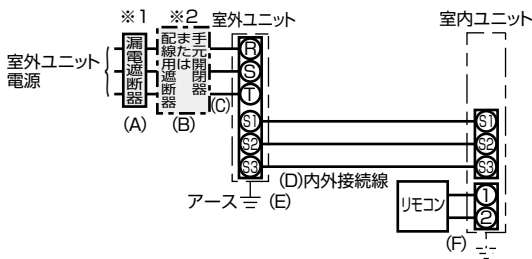 ※1 ※2 室外ユニット 室内ユニット
室外ユニット
電源
漏電遮断器
手元開閉器
または
配線用遮断器
(A)
(B)
(C)
R
S
T
S1
S2
S3
S1
S2
S3
(D)内外接続線
アース
(E)
リモコン
1
2
(F)